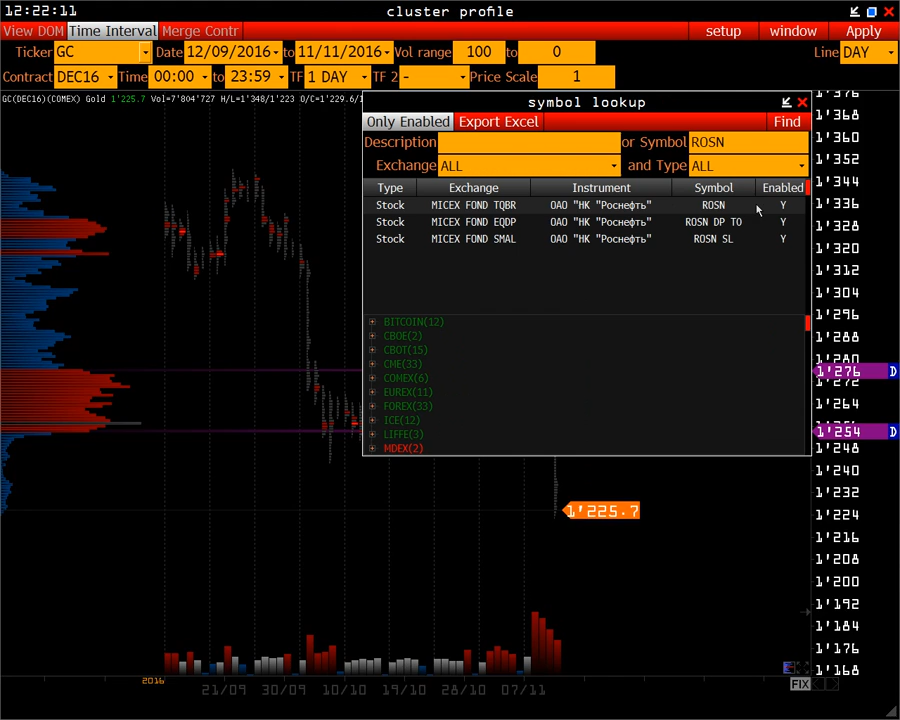 12:22:11 cluster profile
View DOM Time Interval Merge Contr setup window Apply
Ticker GC Date 12/09/2016 to 11/11/2016 Vol range 100 to 0 Line DAY
Contract DEC16 Time 00:00 to 23:59 TF 1 DAY TF 2 - Price Scale 1
GC(DEC16)(COMEX) Gold 1'225.7 Vol=7'804'727 H/L=1'348/1'223 O/C=1'229.6/1
symbol lookup
Only Enabled Export Excel Find
Description or Symbol ROSN
Exchange ALL and Type ALL
Type Exchange Instrument Symbol Enabled
Stock MICEX FOND TQBR ОАО "НК "Роснефть" ROSN Y
Stock MICEX FOND EQDP ОАО "НК "Роснефть" ROSN DP TO Y
Stock MICEX FOND SMAL ОАО "НК "Роснефть" ROSN SL Y
BITCOIN(12)
CBOE(2)
CBOT(15)
CME(33)
COMEX(6)
EUREX(11)
FOREX(33)
ICE(12)
LIFFE(3)
MDEX(2)
1'376
1'368
1'360
1'352
1'344
1'336
1'328
1'320
1'312
1'304
1'296
1'288
1'280
1'276 D
1'272
1'264
1'254 D
1'248
1'240
1'232
1'225.7
1'224
1'216
1'208
1'200
1'192
1'184
1'176
1'168
2016 FIX
21/09 30/09 10/10 19/10 28/10 07/11